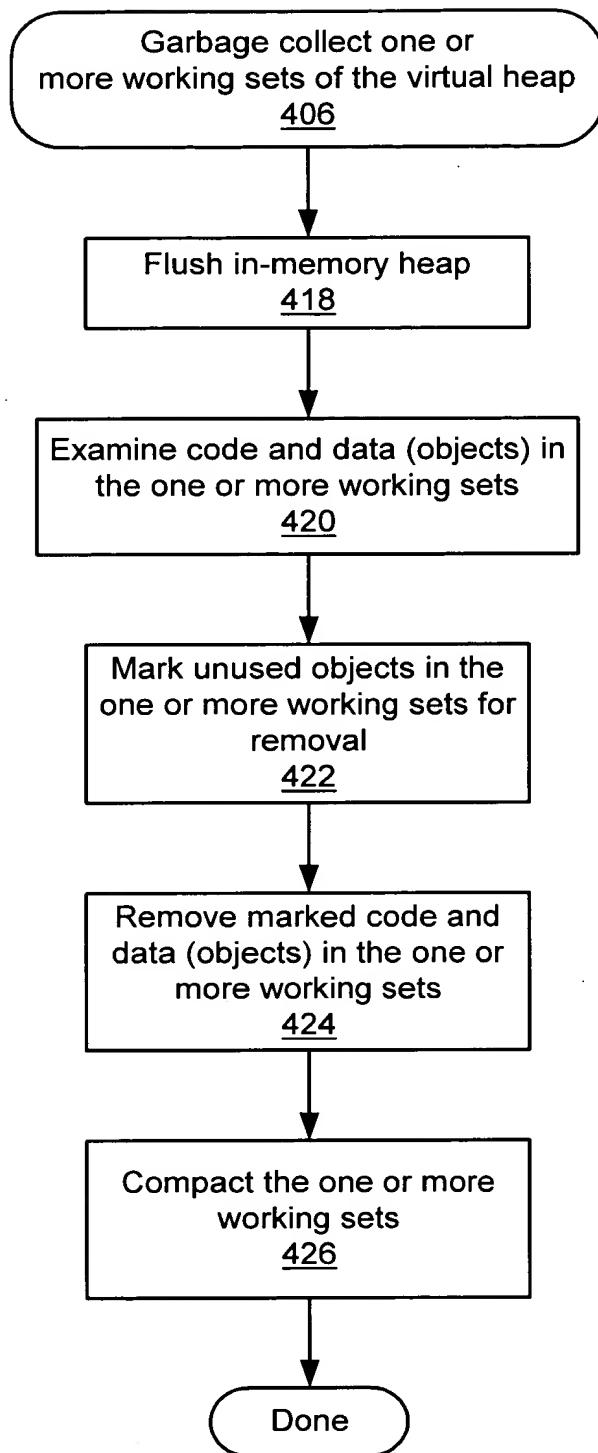 Garbage collect one or
more working sets of the virtual heap
406
Flush in-memory heap
418
Examine code and data (objects) in
the one or more working sets
420
Mark unused objects in the
one or more working sets for
removal
422
Remove marked code and
data (objects) in the one or
more working sets
424
Compact the one or more
working sets
426
Done